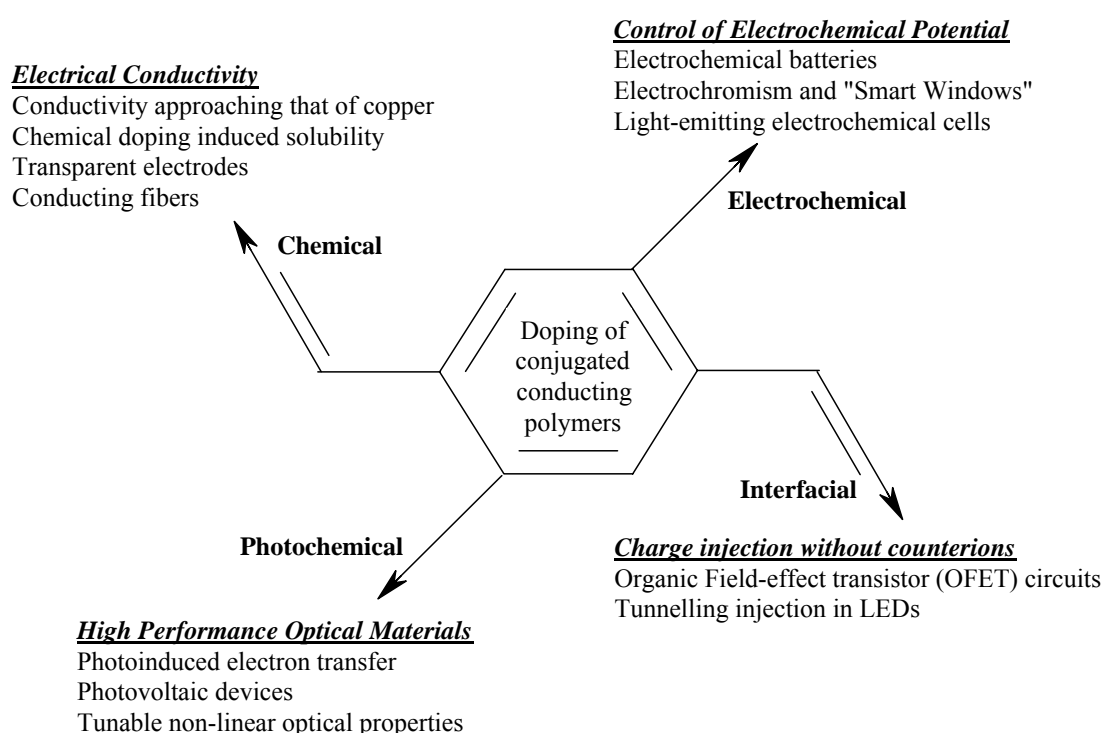 Control of Electrochemical Potential
Electrochemical batteries
Electrochromism and "Smart Windows"
Light-emitting electrochemical cells
Electrical Conductivity
Conductivity approaching that of copper
Chemical doping induced solubility
Transparent electrodes
Conducting fibers
Electrochemical
Chemical
Doping of
conjugated
conducting
polymers
Interfacial
Photochemical
Charge injection without counterions
Organic Field-effect transistor (OFET) circuits
Tunnelling injection in LEDs
High Performance Optical Materials
Photoinduced electron transfer
Photovoltaic devices
Tunable non-linear optical properties